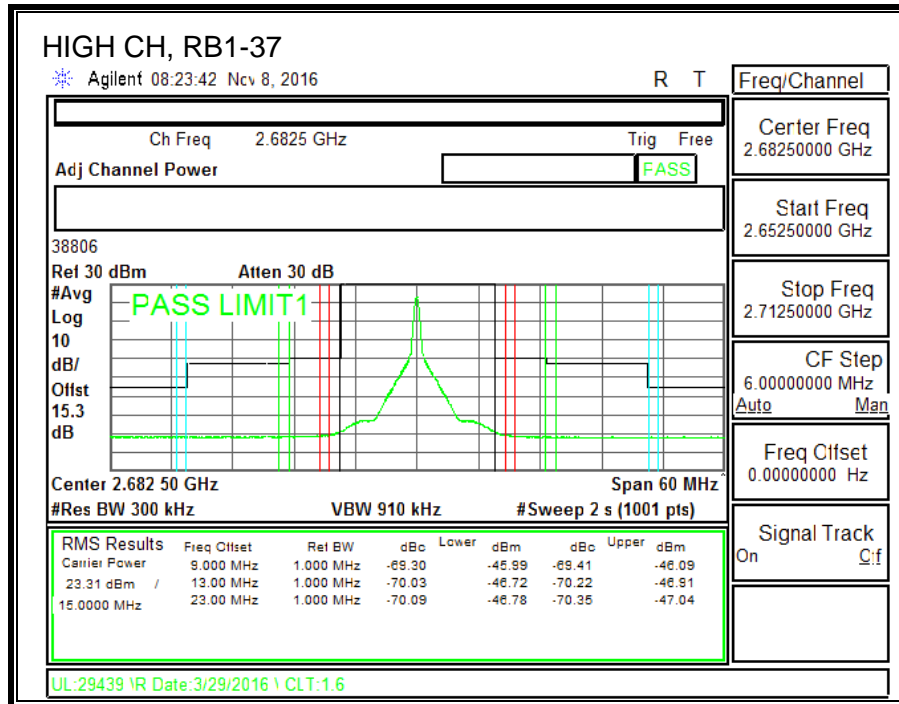 HIGH CH, RB1-37
Agilent 08:23:42 Nov 8, 2016 R T
Freq/Channel
Ch Freq 2.6825 GHz Trig Free
Adj Channel Power PASS
Center Freq
2.68250000 GHz
Start Freq
2.65250000 GHz
Stop Freq
2.71250000 GHz
CF Step
6.00000000 MHz
Auto Man
Freq Offset
0.00000000 Hz
Signal Track
On Off
38806
Ref 30 dBm Atten 30 dB
#Avg
Log
10
dB/
Offst
15.3
dB
PASS LIMIT1
Center 2.682 50 GHz Span 60 MHz
#Res BW 300 kHz VBW 910 kHz #Sweep 2 s (1001 pts)
RMS Results Freq Offset Ref BW dBc Lower dBm dBc Upper dBm
Carrier Power 9.000 MHz 1.000 MHz -69.30 -45.99 -69.41 -46.09
23.31 dBm / 13.00 MHz 1.000 MHz -70.03 -46.72 -70.22 -46.91
15.0000 MHz 23.00 MHz 1.000 MHz -70.09 -46.78 -70.35 -47.04
UL:29439 \R Date:3/29/2016 \ CLT:1.6